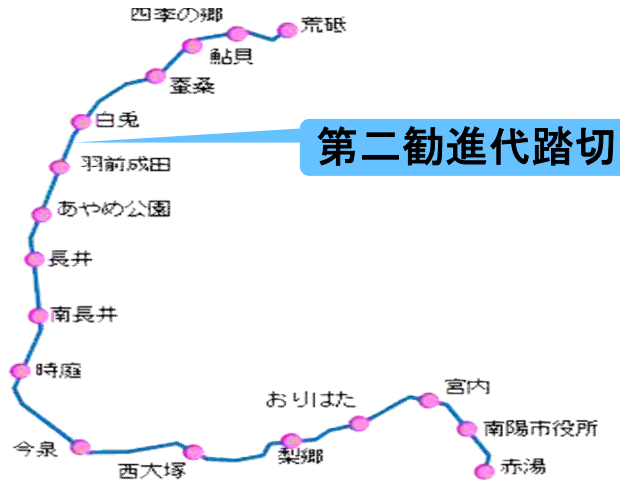 四季の郷
荒砥
鮎貝
蚕桑
白兎
第二勧進代踏切
羽前成田
あやめ公園
長井
南長井
時庭
今泉
西大塚
梨郷
おりはた
宮内
南陽市役所
赤湯